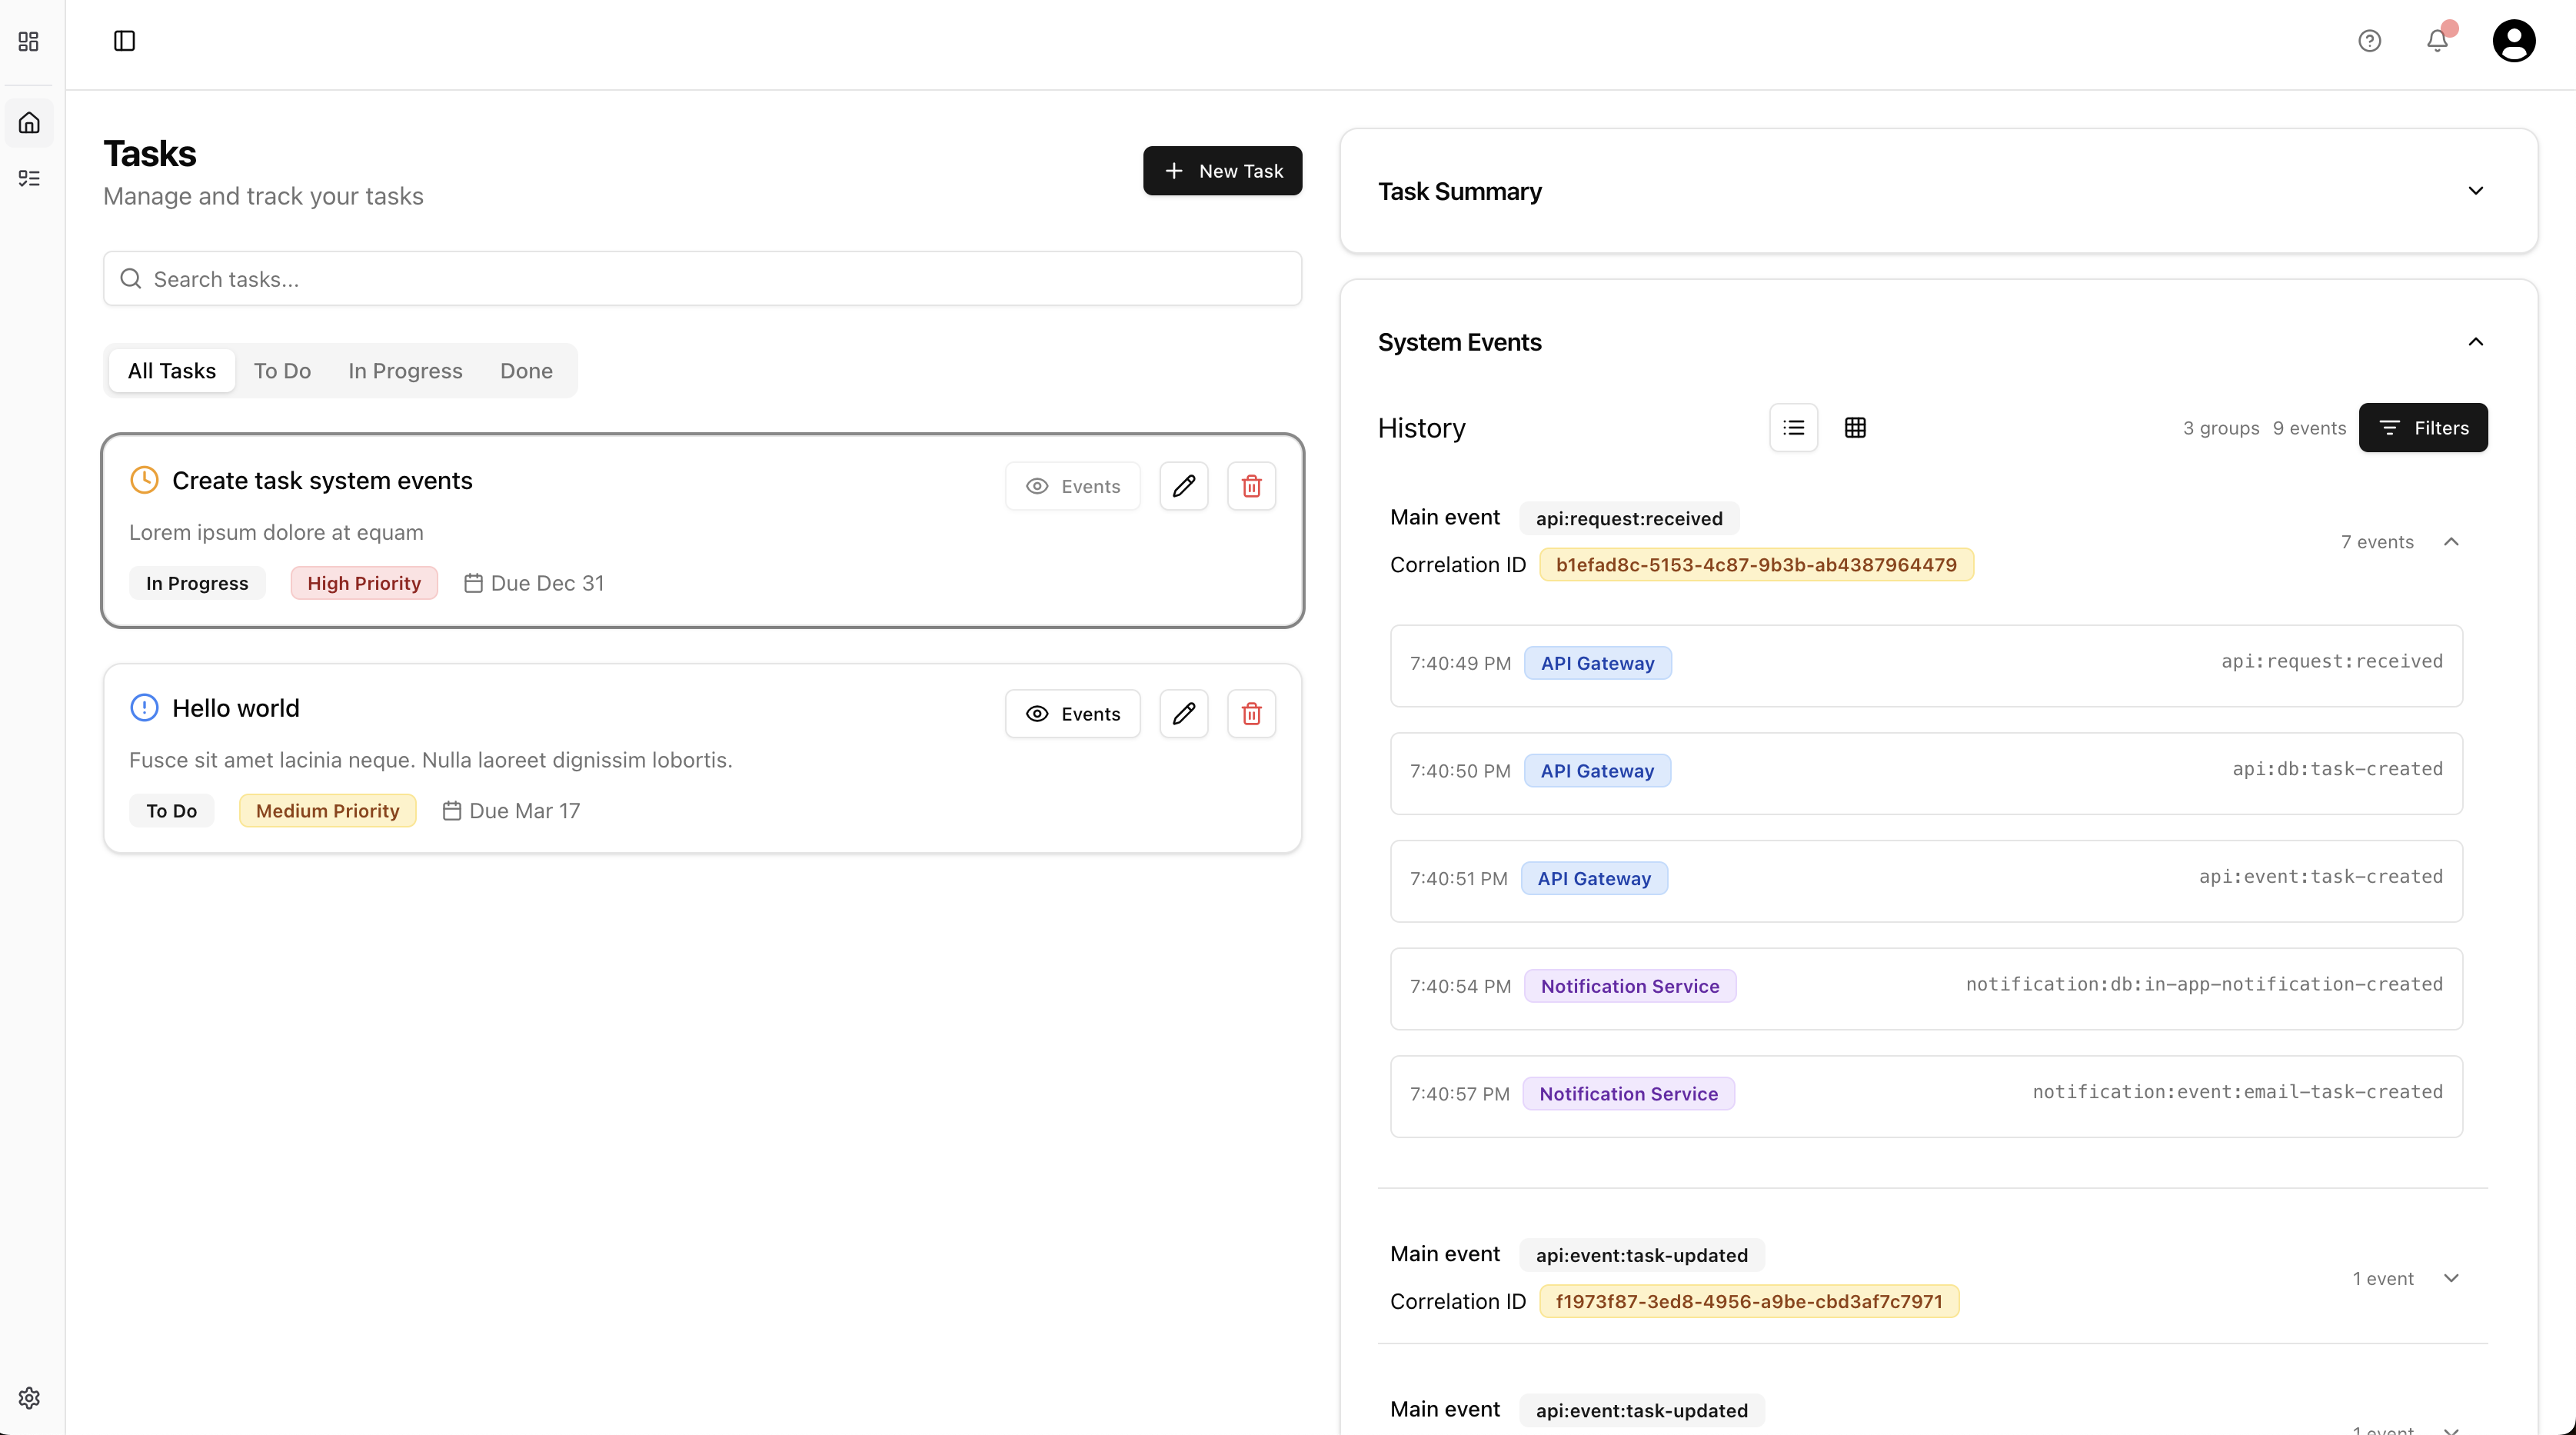 Tasks
Manage and track your tasks
New Task
Search tasks...
All Tasks To Do In Progress Done
Create task system events
Events
Lorem ipsum dolore at equam
In Progress High Priority Due Dec 31
Hello world
Events
Fusce sit amet lacinia neque. Nulla laoreet dignissim lobortis.
To Do Medium Priority Due Mar 17
Task Summary
System Events
History 3 groups 9 events Filters
Main event api:request:received
7 events
Correlation ID b1efad8c-5153-4c87-9b3b-ab4387964479
7:40:49 PM API Gateway api:request:received
7:40:50 PM API Gateway api:db:task-created
7:40:51 PM API Gateway api:event:task-created
7:40:54 PM Notification Service notification:db:in-app-notification-created
7:40:57 PM Notification Service notification:event:email-task-created
Main event api:event:task-updated
1 event
Correlation ID f1973f87-3ed8-4956-a9be-cbd3af7c7971
Main event api:event:task-updated
1 event